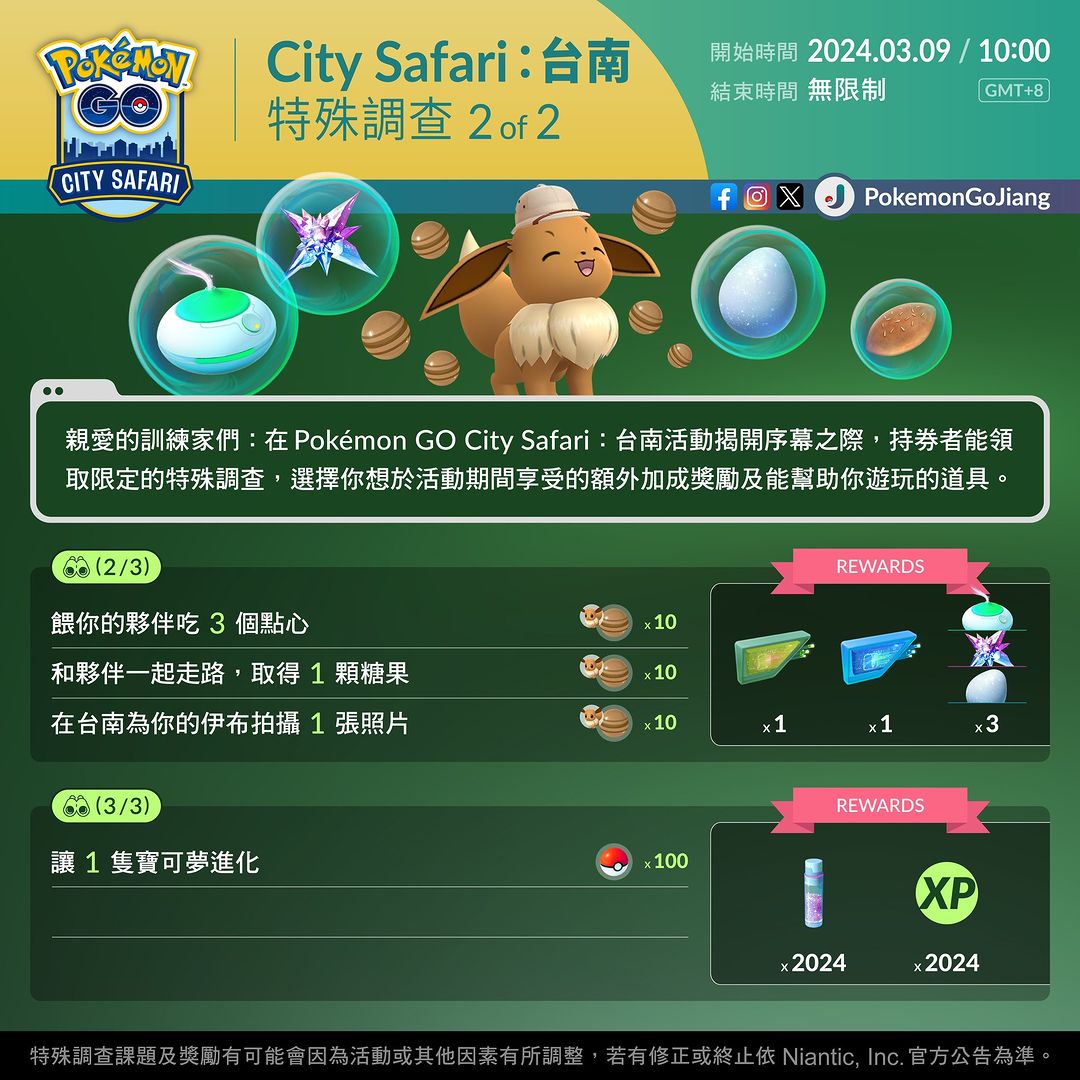 POKÉMON
GO
CITY SAFARI
City Safari：台南
特殊調查 2 of 2
開始時間 2024.03.09 / 10:00
結束時間 無限制 GMT+8
PokemonGoJiang
親愛的訓練家們：在Pokémon GO City Safari：台南活動揭開序幕之際，持券者能領
取限定的特殊調查，選擇你想於活動期間享受的額外加成獎勵及能幫助你遊玩的道具。
(2/3)
REWARDS
餵你的夥伴吃 3 個點心 x10
和夥伴一起走路，取得 1 顆糖果 x10
在台南為你的伊布拍攝 1 張照片 x10
x1 x1 x3
(3/3)
REWARDS
讓 1 隻寶可夢進化 x100
XP
x2024 x2024
特殊調查課題及獎勵有可能會因為活動或其他因素有所調整，若有修正或終止依 Niantic, Inc. 官方公告為準。